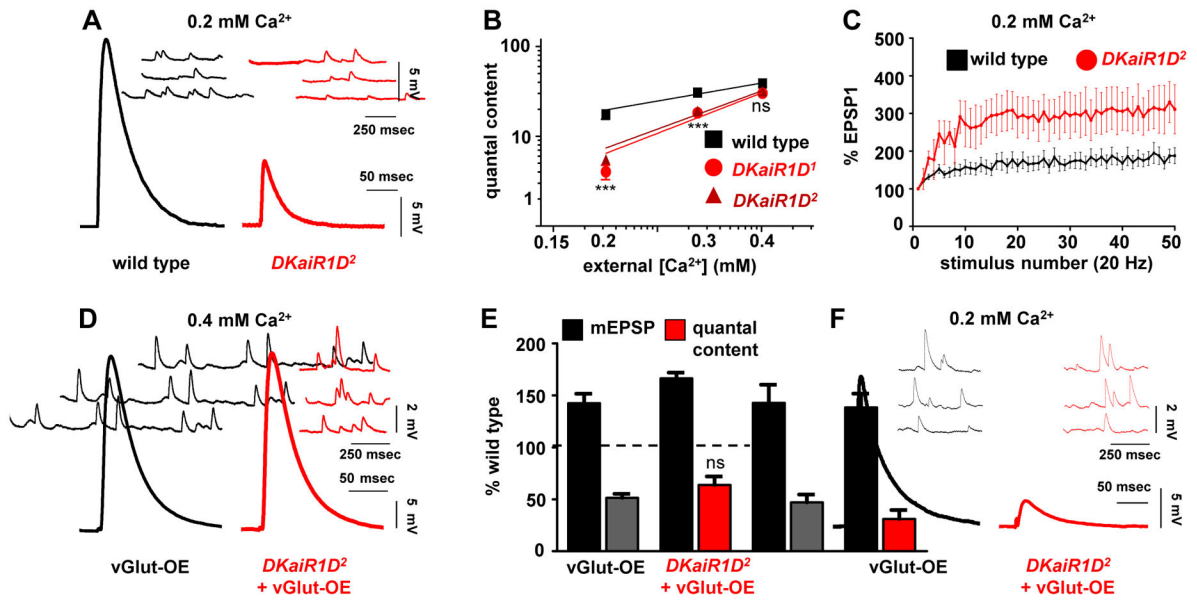 A
0.2 mM Ca²⁺
5 mV
250 msec
50 msec
5 mV
wild type
DKaiR1D²
B
quantal content
100
10
1
wild type
DKaiR1D¹
DKaiR1D²
***
***
ns
0.15
0.2
0.3
0.4
external [Ca²⁺] (mM)
C
0.2 mM Ca²⁺
wild type
DKaiR1D²
% EPSP1
500
400
300
200
100
0
0
10
20
30
40
50
stimulus number (20 Hz)
D
0.4 mM Ca²⁺
2 mV
250 msec
50 msec
5 mV
vGlut-OE
DKaiR1D²
+ vGlut-OE
E
mEPSP
quantal
content
% wild type
200
150
100
50
0
ns
vGlut-OE
DKaiR1D²
+ vGlut-OE
F
0.2 mM Ca²⁺
2 mV
250 msec
50 msec
5 mV
vGlut-OE
DKaiR1D²
+ vGlut-OE